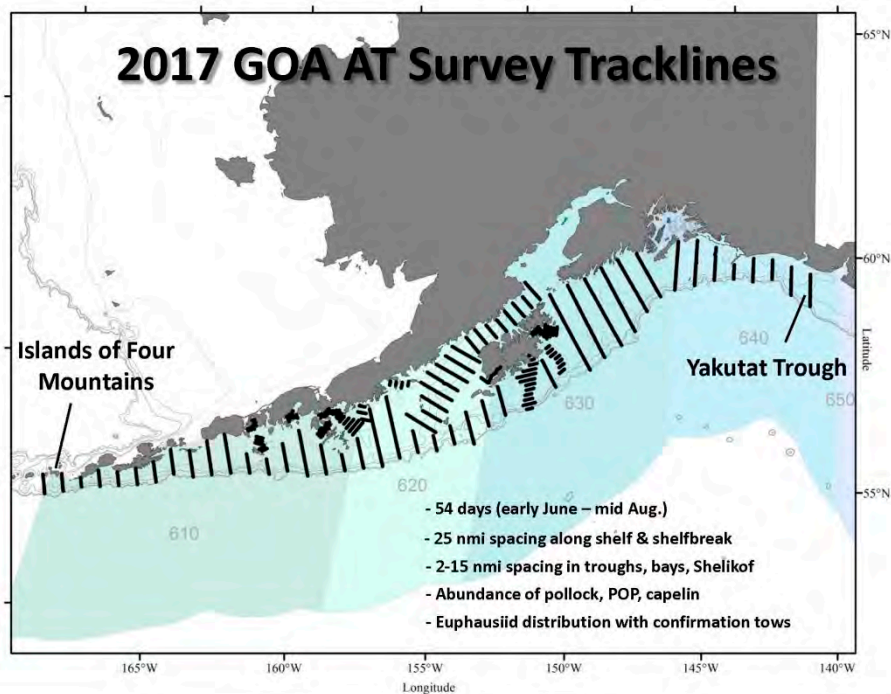 2017 GOA AT Survey Tracklines
65°N
60°N
640
Latitude
Islands of Four
Mountains
Yakutat Trough
650
630
620
55°N
610
- 54 days (early June – mid Aug.)
- 25 nmi spacing along shelf & shelfbreak
- 2-15 nmi spacing in troughs, bays, Shelikof
- Abundance of pollock, POP, capelin
- Euphausiid distribution with confirmation tows
165°W
160°W
155°W
150°W
145°W
140°W
Longitude